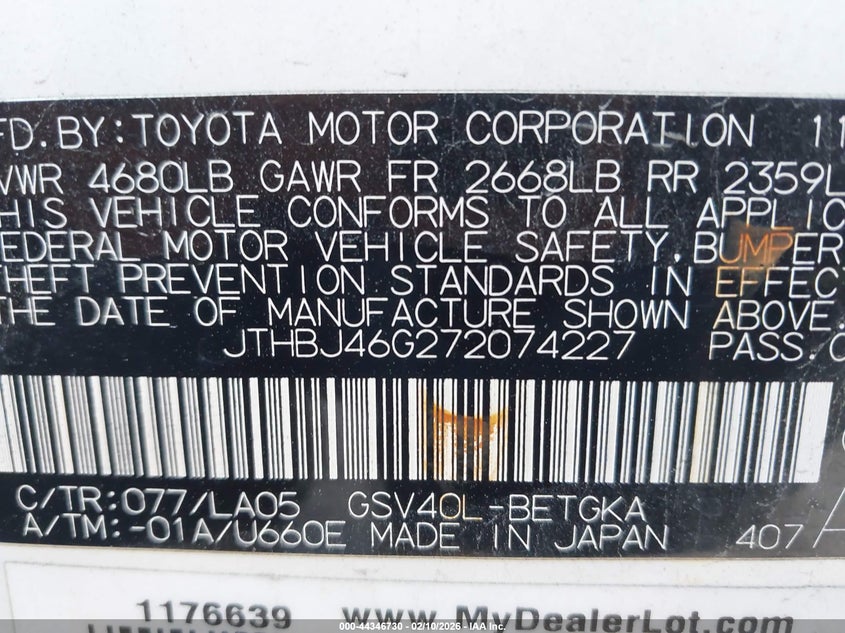 FD. BY: TOYOTA MOTOR CORPORATION 11
VWR 4680LB GAWR FR 2668LB RR 2359L
HIS VEHICLE CONFORMS TO ALL APPLIC
EDERAL MOTOR VEHICLE SAFETY, BUMPER
THEFT PREVENTION STANDARDS IN EFFECT
THE DATE OF MANUFACTURE SHOWN ABOVE.
JTHBJ46G272074227 PASS. C
C/TR: 077/LA05 GSV40L-BETGKA
A/TM: -01A/U660E MADE IN JAPAN 407
1176639 www.MyDealerLot.com
000-44346730 - 02/10/2026 - IAA Inc.